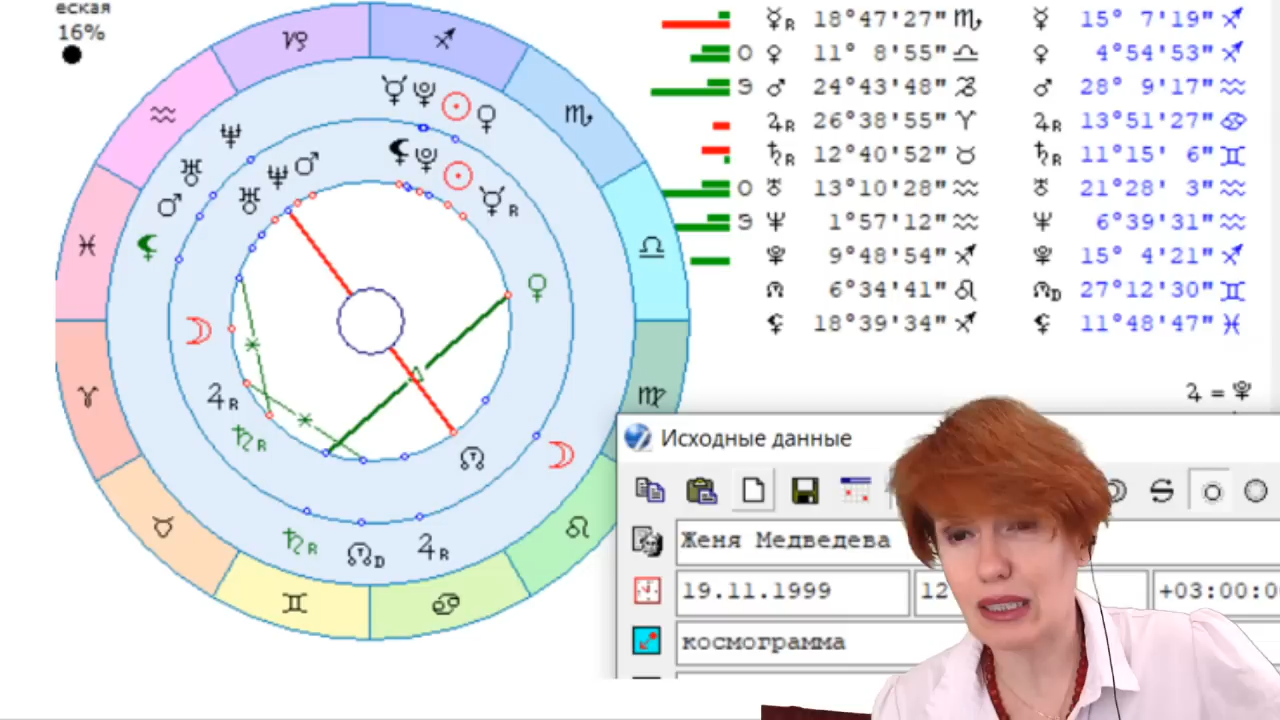 еская
16%
R 18°47'27" 15° 7'19"
O 11° 8'55" 4°54'53"
Э 24°43'48" 28° 9'17"
R 26°38'55" R 13°51'27"
R 12°40'52" R 11°15' 6"
O 13°10'28" 21°28' 3"
Э 1°57'12" 6°39'31"
9°48'54" 15° 4'21"
6°34'41" D 27°12'30"
18°39'34" 11°48'47"
=
R
R
R
R D R
Исходные данные
Женя Медведева
19.11.1999 12 +03:00:0
космограмма